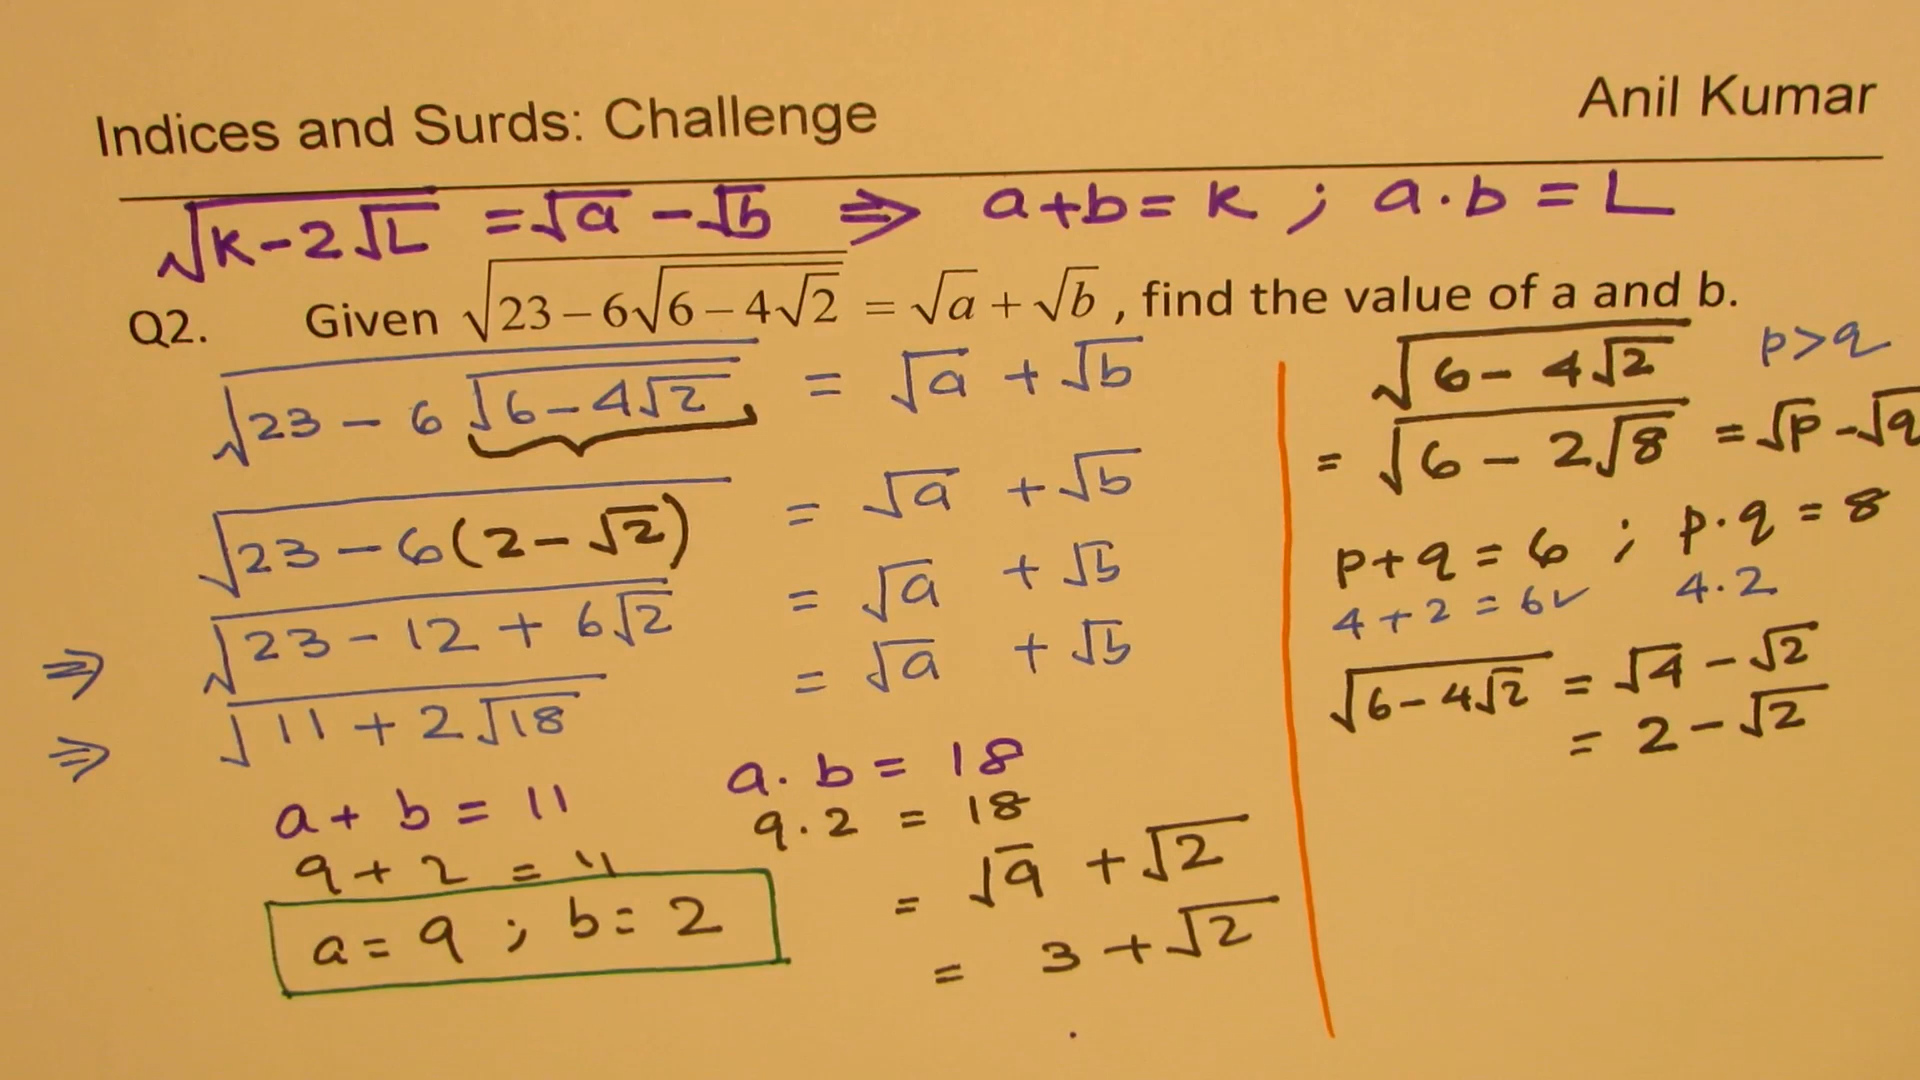 Indices and Surds: Challenge
Anil Kumar
√(K-2√L) = √a - √b ⇒ a+b = K ; a·b = L
Q2. Given √(23-6√(6-4√2)) = √a + √b , find the value of a and b.
√(23 - 6√(6-4√2)) = √a + √b
√(23 - 6(2-√2)) = √a + √b
⇒ √(23 - 12 + 6√2) = √a + √b
⇒ √(11 + 2√18) = √a + √b
a + b = 11
a. b = 18
9 + 2 = 11
9. 2 = 18
a = 9 ; b = 2
= √9 + √2
= 3 + √2
√(6 - 4√2) p>q
= √(6 - 2√8) = √p - √q
p+q = 6 ; p·q = 8
4+2 = 6✓ 4·2
√(6-4√2) = √4 - √2
= 2 - √2